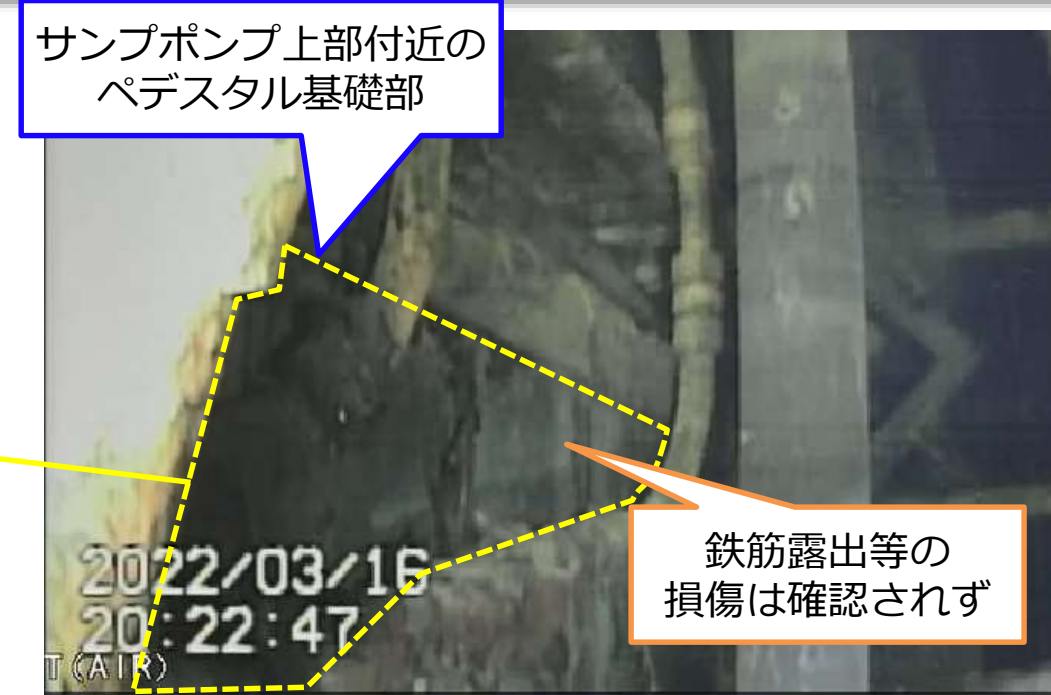 サンプポンプ上部付近の
ペデスタル基礎部
鉄筋露出等の
損傷は確認されず
2022/03/16
20:22:47
T(AIR)